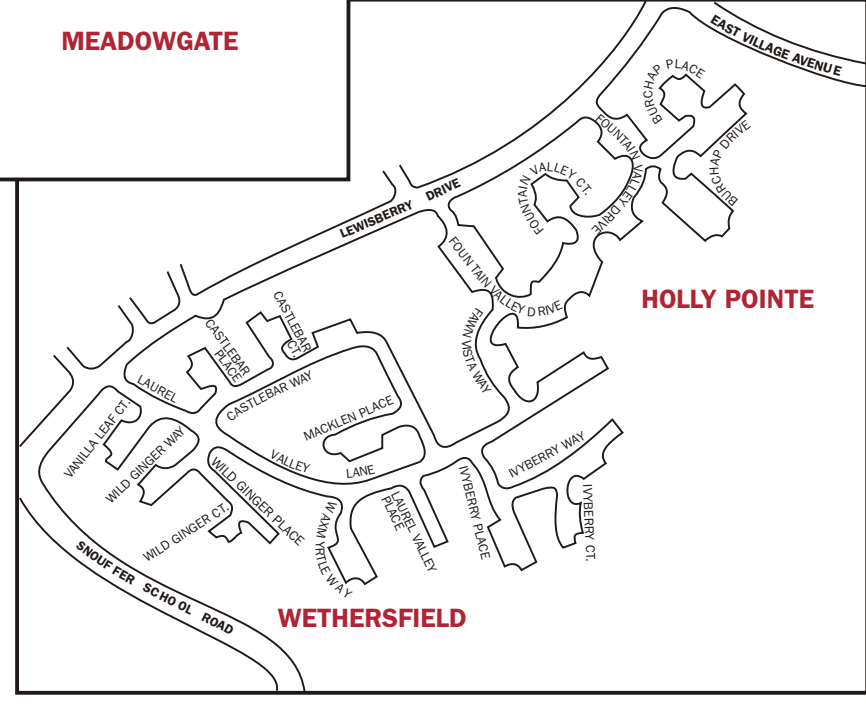 MEADOWGATE
EAST VILLAGE AVENUE
BURCHAP PLACE
FOUNTAIN VALLEY DRIVE
BURCHAP DRIVE
BURCHAP DRIVE
FOUNTAIN VALLEY CT.
LEWISBERRY DRIVE
FOUNTAIN VALLEY DRIVE
HOLLY POINTE
CASTLEBAR
CT.
CASTLEBAR
PLACE
FAWN VISTA WAY
LAUREL
CASTLEBAR WAY
MACKLEN PLACE
VANILLA LEAF CT.
WILD GINGER WAY
VALLEY
LANE
IVYBERRY WAY
WILD GINGER PLACE
WILD GINGER CT.
WAXMYRTLE WAY
LAUREL VALLEY
PLACE
IVYBERRY PLACE
IVYBERRY CT.
SNOUFFER SCHOOL ROAD
WETHERSFIELD